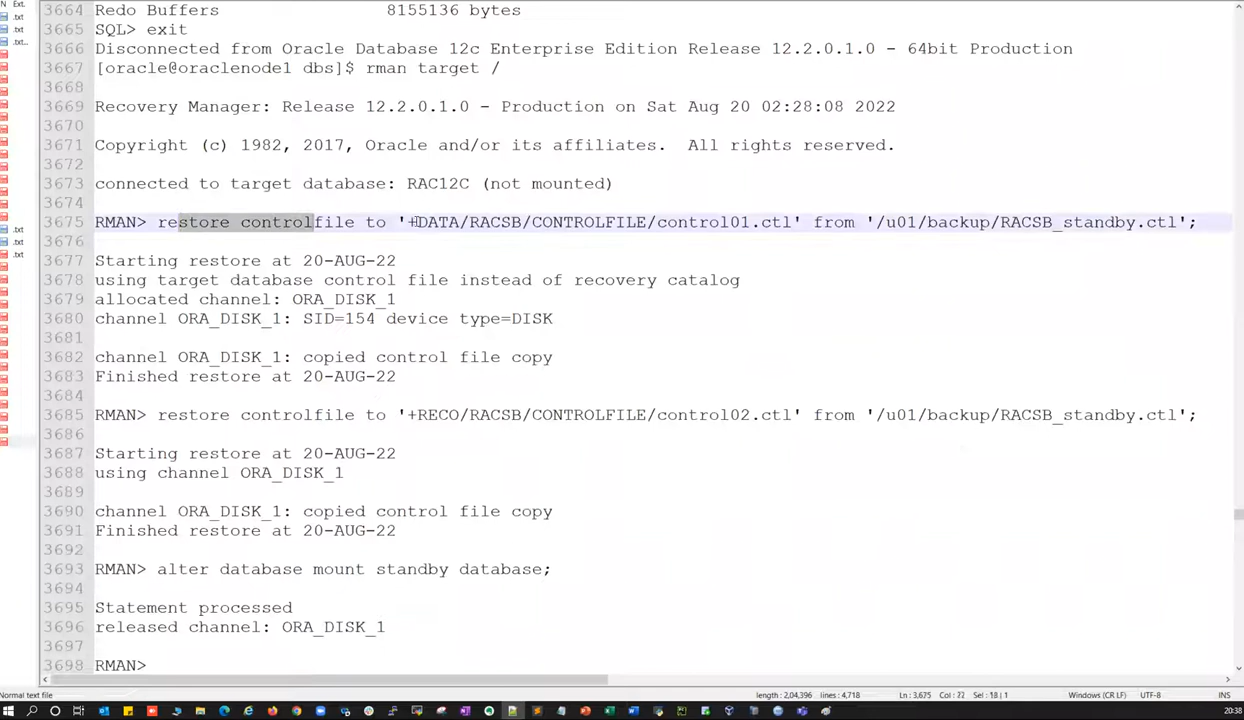 N Ext.
.txt
.txt
.txt...
.txt
.txt
.txt
3664 Redo Buffers 8155136 bytes
3665 SQL> exit
3666 Disconnected from Oracle Database 12c Enterprise Edition Release 12.2.0.1.0 - 64bit Production
3667 [oracle@oraclenode1 dbs]$ rman target /
3668
3669 Recovery Manager: Release 12.2.0.1.0 - Production on Sat Aug 20 02:28:08 2022
3670
3671 Copyright (c) 1982, 2017, Oracle and/or its affiliates.  All rights reserved.
3672
3673 connected to target database: RAC12C (not mounted)
3674
3675 RMAN> restore controlfile to '+DATA/RACSB/CONTROLFILE/control01.ctl' from '/u01/backup/RACSB_standby.ctl';
3676
3677 Starting restore at 20-AUG-22
3678 using target database control file instead of recovery catalog
3679 allocated channel: ORA_DISK_1
3680 channel ORA_DISK_1: SID=154 device type=DISK
3681
3682 channel ORA_DISK_1: copied control file copy
3683 Finished restore at 20-AUG-22
3684
3685 RMAN> restore controlfile to '+RECO/RACSB/CONTROLFILE/control02.ctl' from '/u01/backup/RACSB_standby.ctl';
3686
3687 Starting restore at 20-AUG-22
3688 using channel ORA_DISK_1
3689
3690 channel ORA_DISK_1: copied control file copy
3691 Finished restore at 20-AUG-22
3692
3693 RMAN> alter database mount standby database;
3694
3695 Statement processed
3696 released channel: ORA_DISK_1
3697
3698 RMAN>
Normal text file length : 2,04,396 lines : 4,718 Ln : 3,675 Col : 72 Sel : 18 | 1 Windows (CR LF) UTF-8 INS
20:38